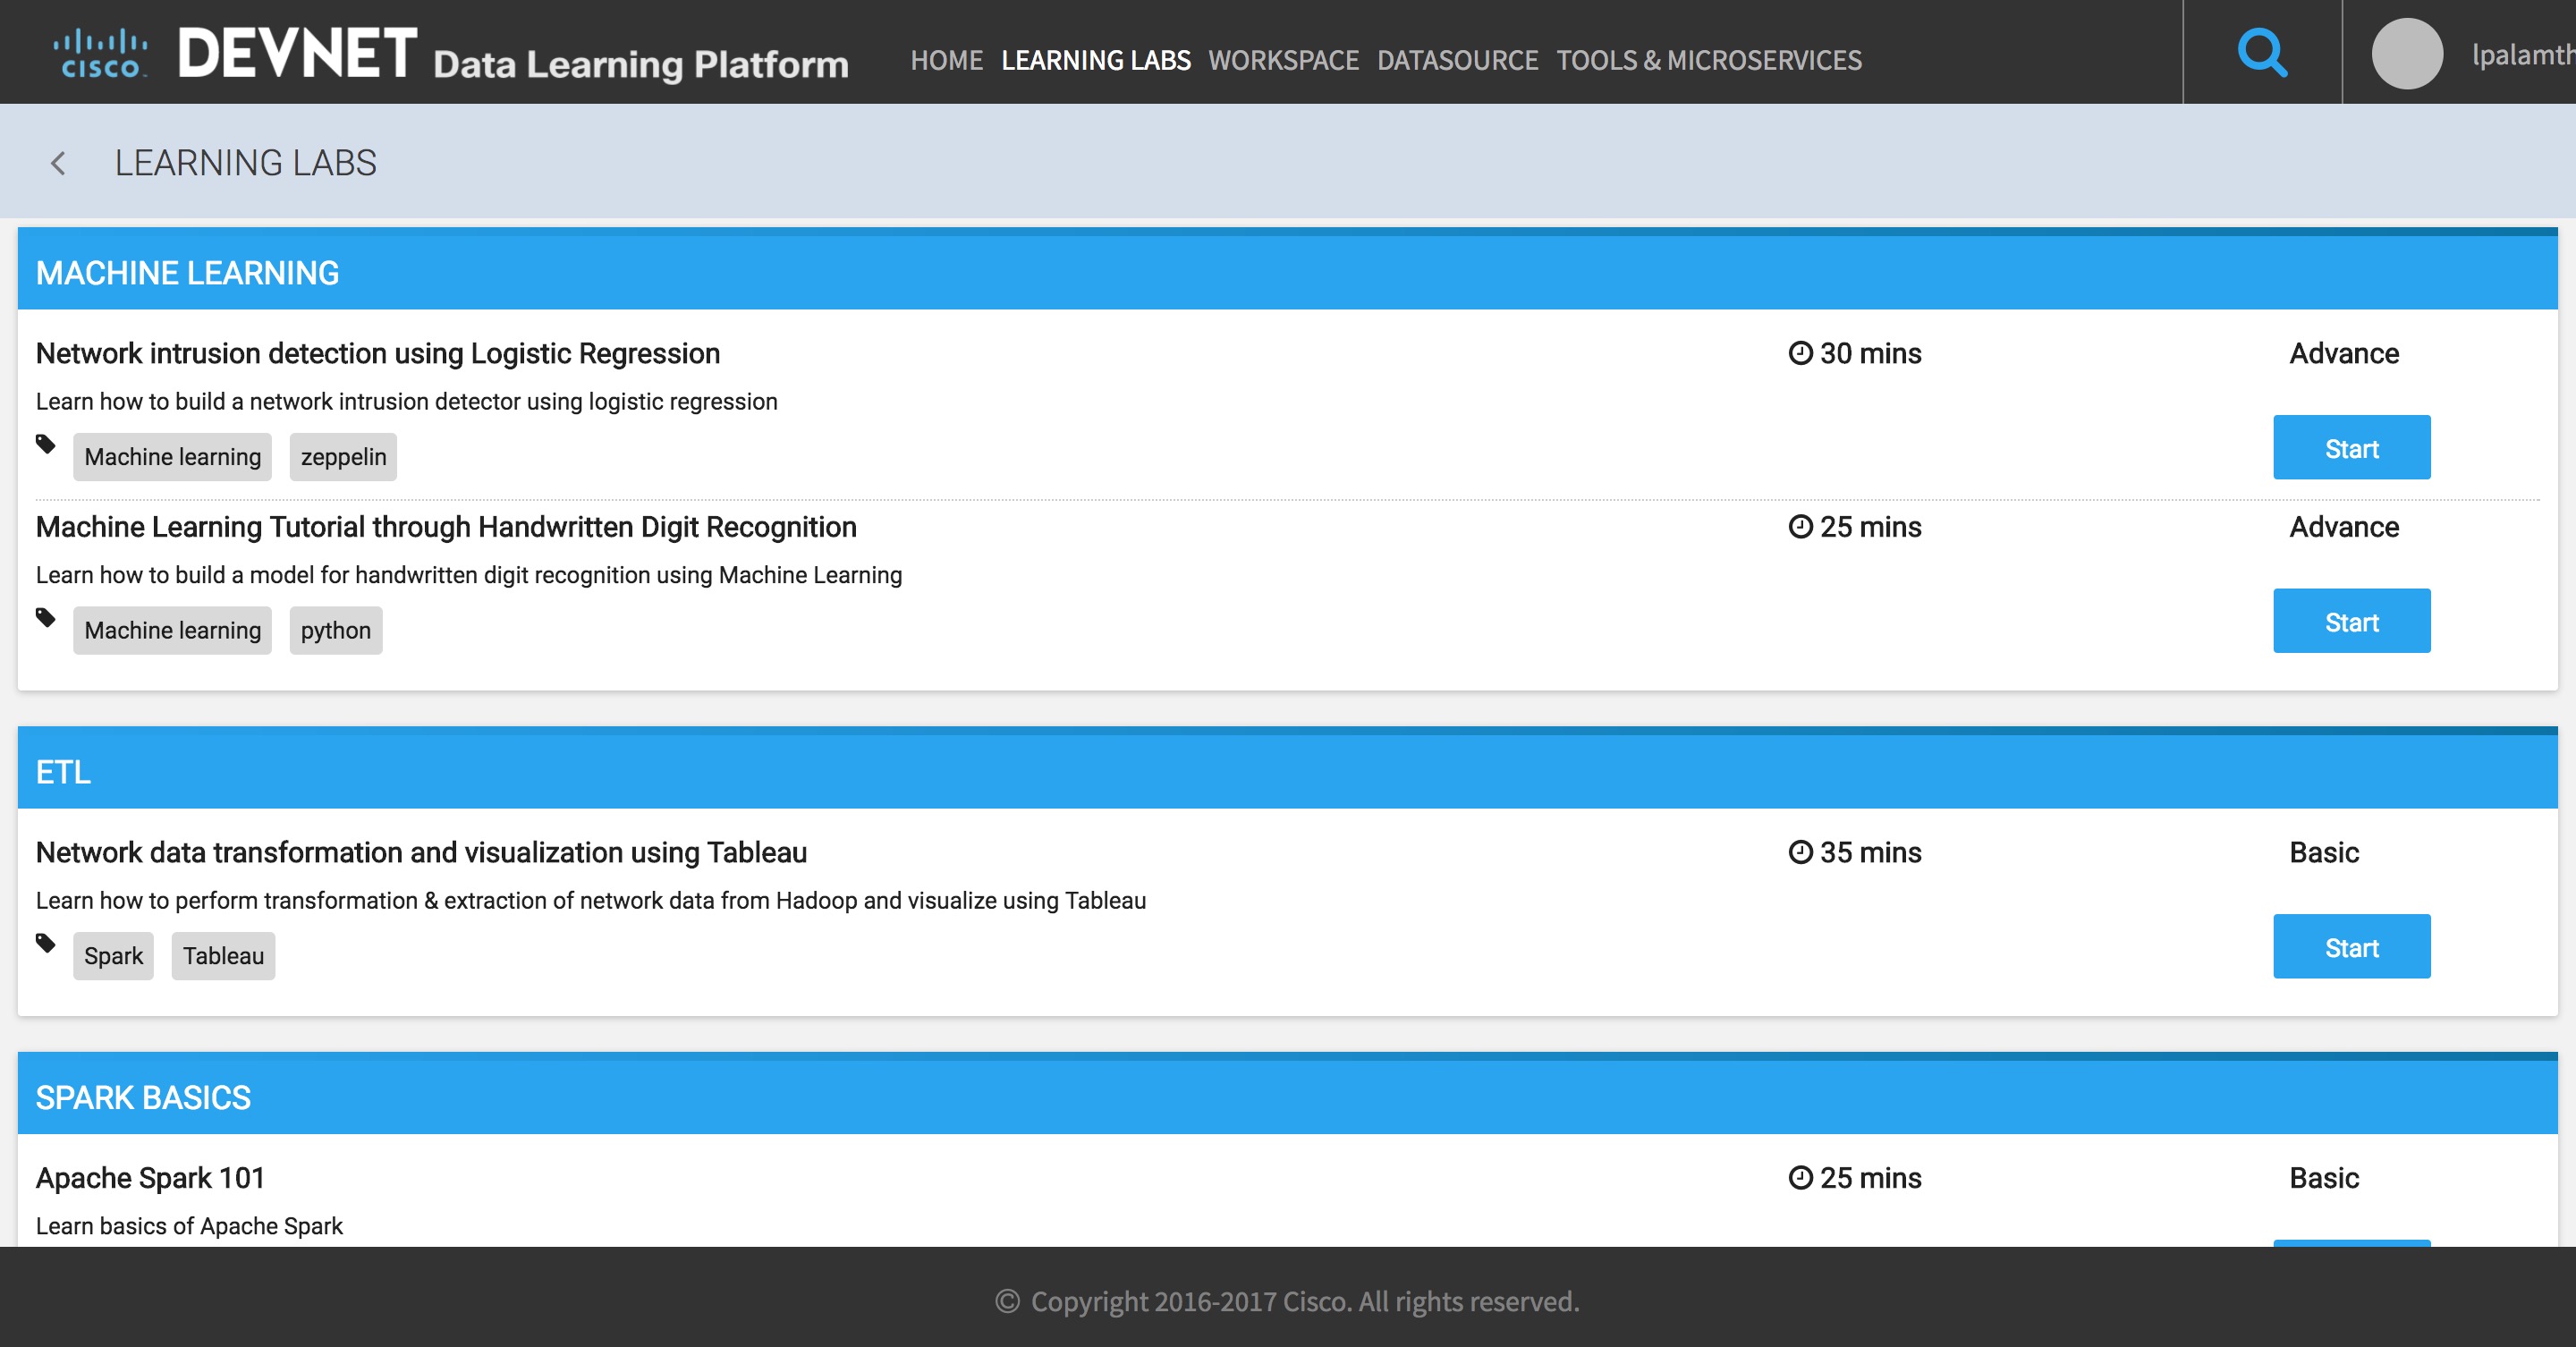 CISCO DEVNET Data Learning Platform HOME LEARNING LABS WORKSPACE DATASOURCE TOOLS & MICROSERVICES lpalamth
LEARNING LABS
MACHINE LEARNING
Network intrusion detection using Logistic Regression 30 mins Advance
Learn how to build a network intrusion detector using logistic regression
Machine learning zeppelin Start
Machine Learning Tutorial through Handwritten Digit Recognition 25 mins Advance
Learn how to build a model for handwritten digit recognition using Machine Learning
Machine learning python Start
ETL
Network data transformation and visualization using Tableau 35 mins Basic
Learn how to perform transformation & extraction of network data from Hadoop and visualize using Tableau
Spark Tableau Start
SPARK BASICS
Apache Spark 101 25 mins Basic
Learn basics of Apache Spark
© Copyright 2016-2017 Cisco. All rights reserved.